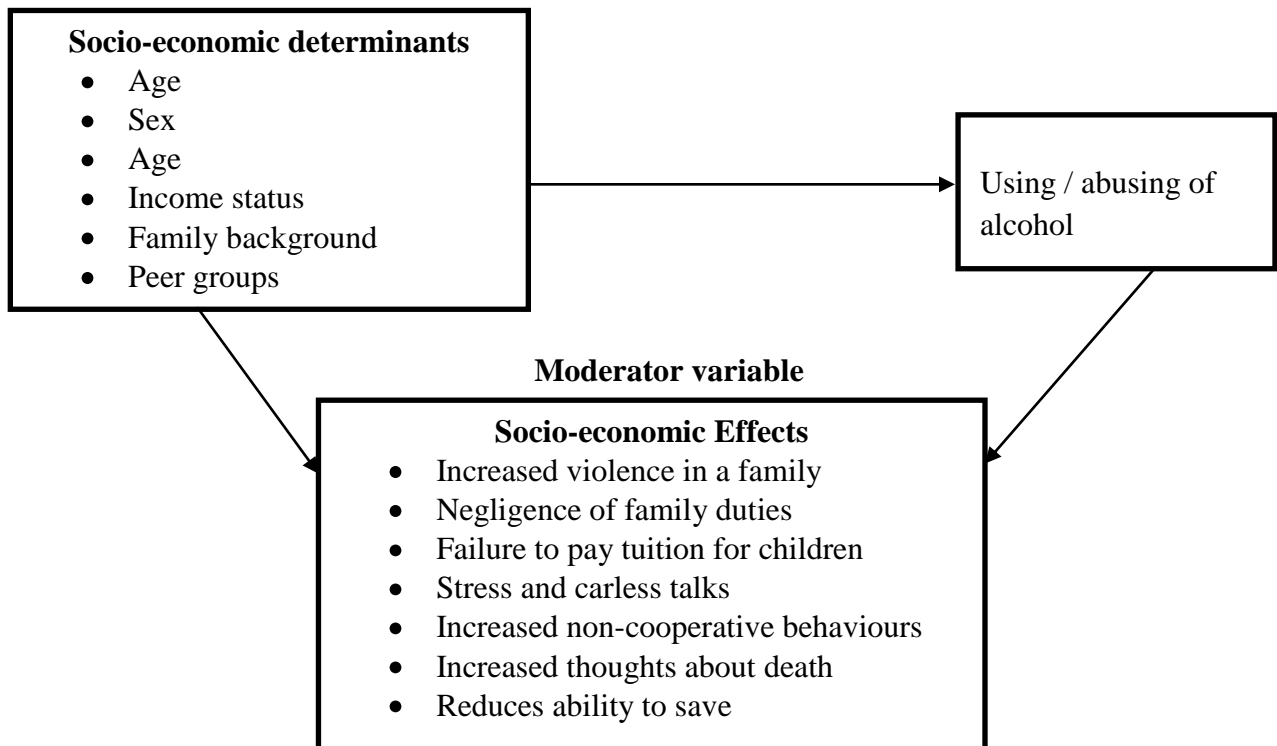 Socio-economic determinants
• Age
• Sex
• Age
• Income status
• Family background
• Peer groups
Using / abusing of
alcohol
Moderator variable
Socio-economic Effects
• Increased violence in a family
• Negligence of family duties
• Failure to pay tuition for children
• Stress and carless talks
• Increased non-cooperative behaviours
• Increased thoughts about death
• Reduces ability to save